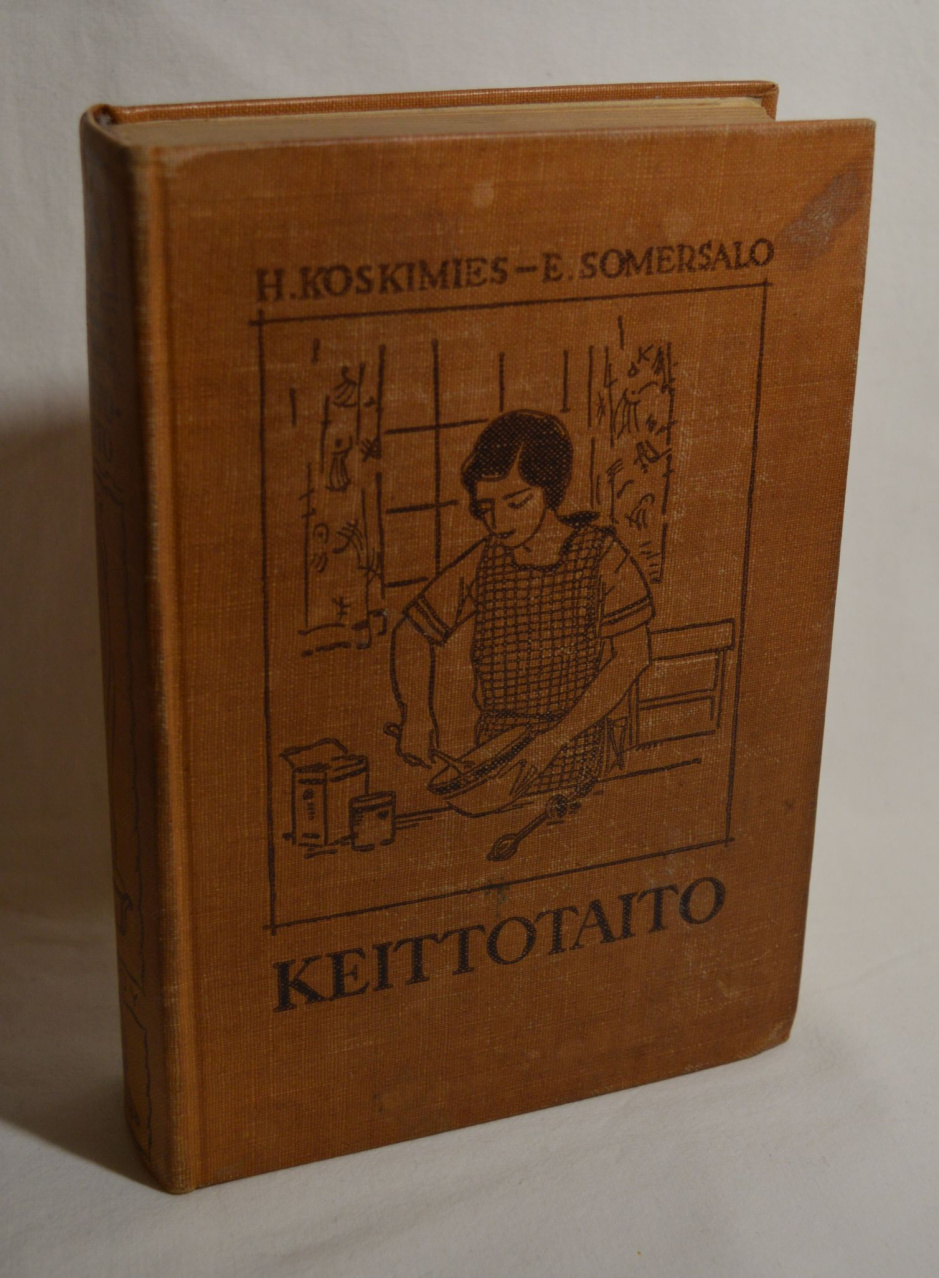 H. KOSKIMIES – E. SOMERSALO
KEITTOTAITO